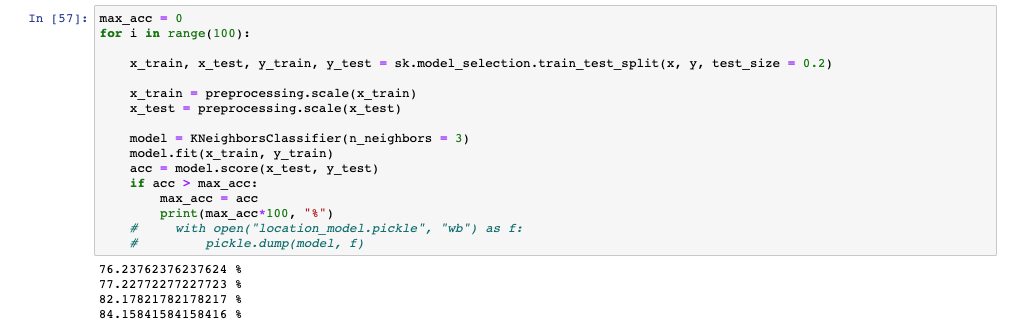 In [57]: max_acc = 0
for i in range(100):
x_train, x_test, y_train, y_test = sk.model_selection.train_test_split(x, y, test_size = 0.2)
x_train = preprocessing.scale(x_train)
x_test = preprocessing.scale(x_test)
model = KNeighborsClassifier(n_neighbors = 3)
model.fit(x_train, y_train)
acc = model.score(x_test, y_test)
if acc > max_acc:
max_acc = acc
print(max_acc*100, "%")
# with open("location_model.pickle", "wb") as f:
# pickle.dump(model, f)
76.23762376237624 %
77.22772277227723 %
82.17821782178217 %
84.15841584158416 %